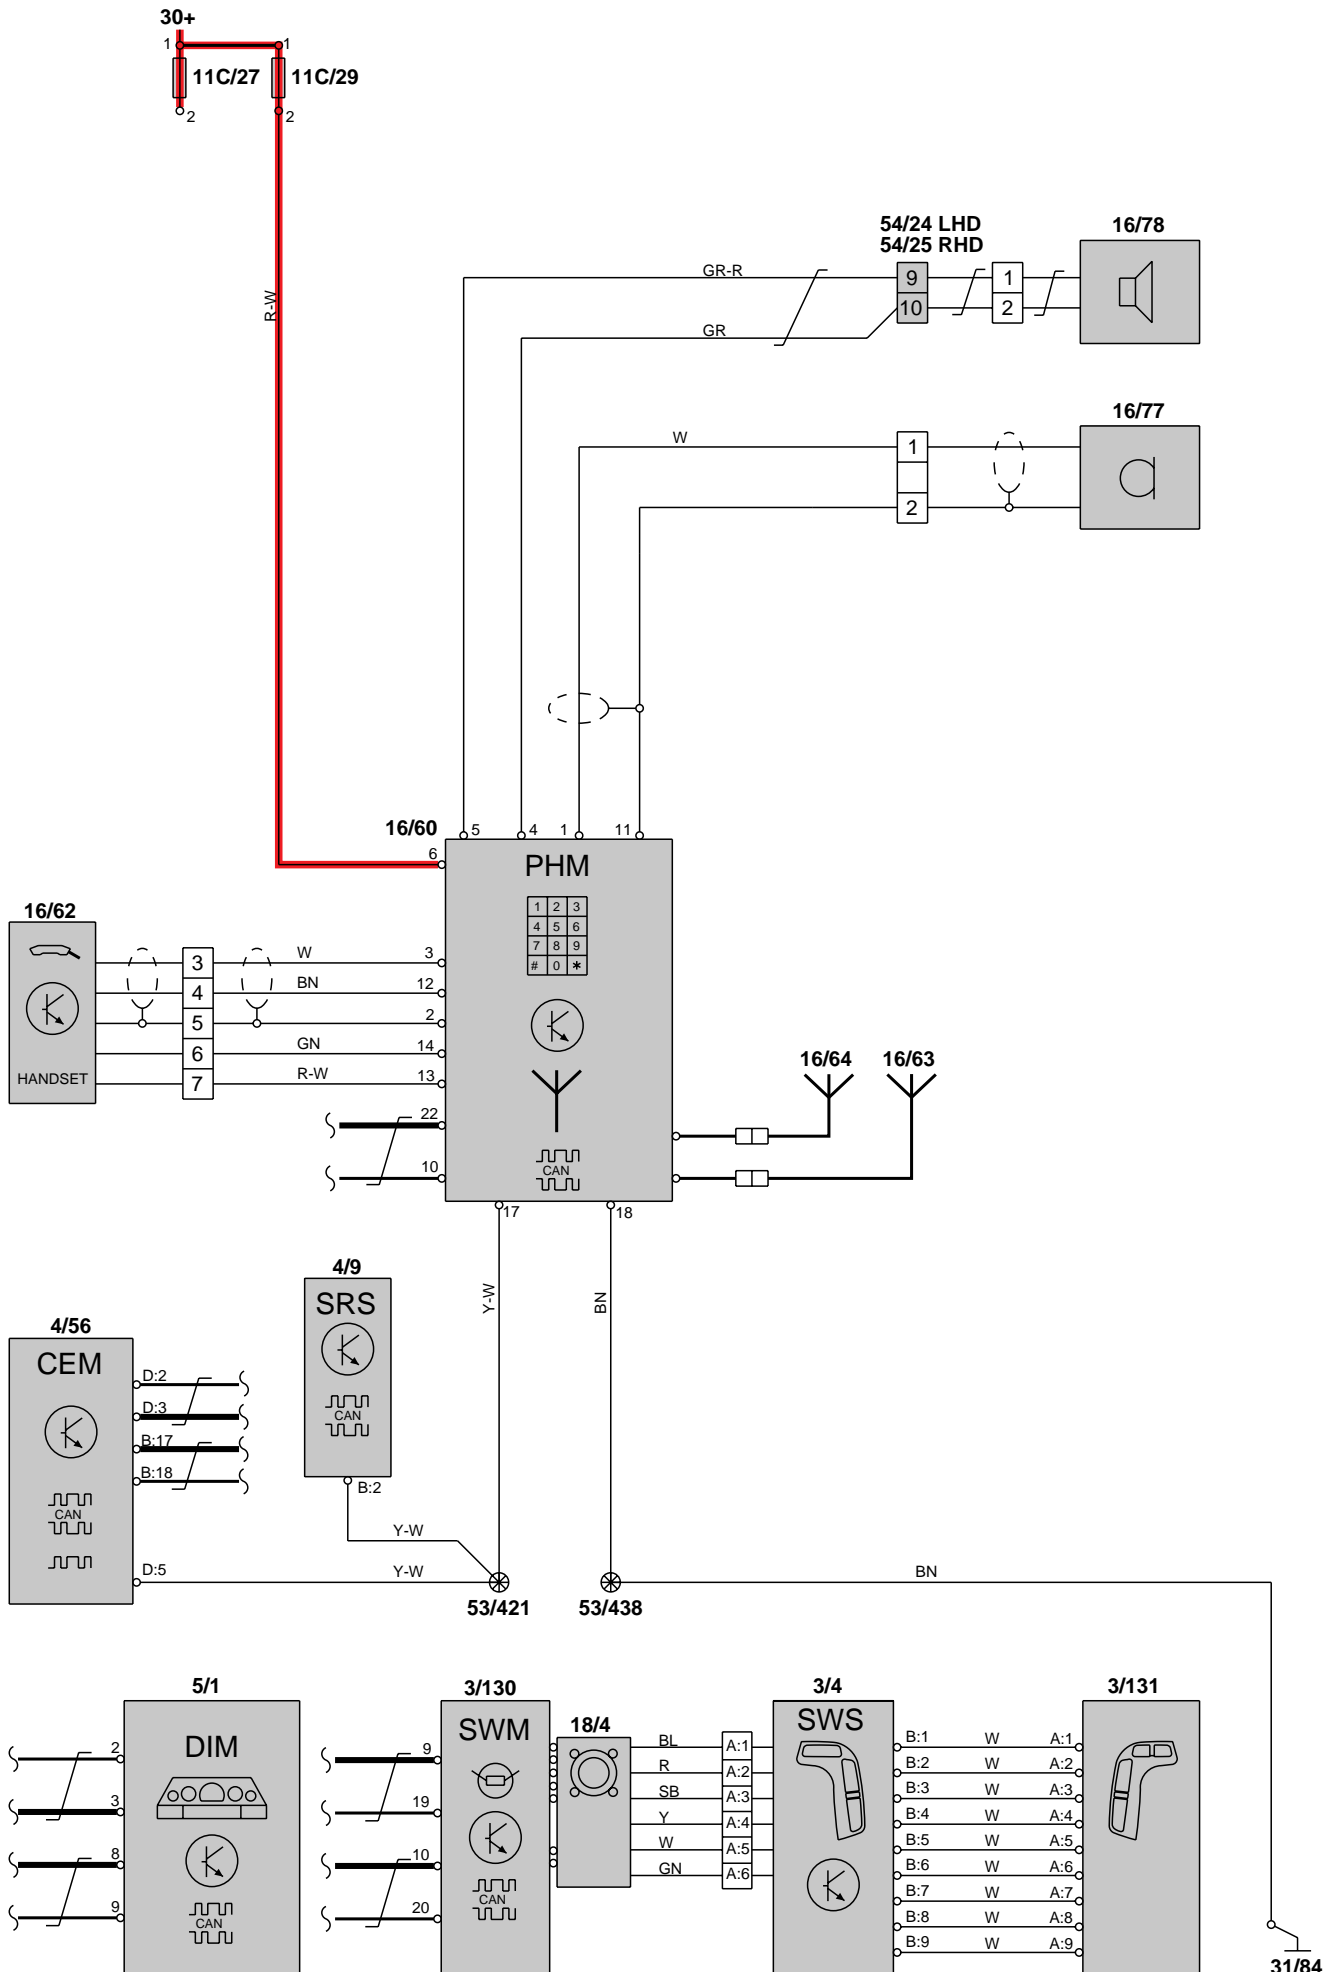 30+
1
1
11C/27
11C/29
2
2
R-W
54/24 LHD
54/25 RHD
16/78
GR-R
9
1
10
2
GR
16/77
W
1
2
16/60
5
4
1
11
6
PHM
1 2 3
4 5 6
7 8 9
# 0 *
16/62
HANDSET
3
W
3
4
BN
12
5
2
6
GN
14
7
R-W
13
22
10
CAN
16/64
16/63
17
18
Y-W
BN
4/9
SRS
CAN
B:2
4/56
CEM
D:2
D:3
B:17
B:18
CAN
D:5
Y-W
Y-W
53/421
53/438
BN
5/1
DIM
2
3
8
9
CAN
3/130
SWM
9
19
10
20
CAN
18/4
BL
A:1
R
A:2
SB
A:3
Y
A:4
W
A:5
GN
A:6
3/4
SWS
3/131
B:1 W A:1
B:2 W A:2
B:3 W A:3
B:4 W A:4
B:5 W A:5
B:6 W A:6
B:7 W A:7
B:8 W A:8
B:9 W A:9
31/84